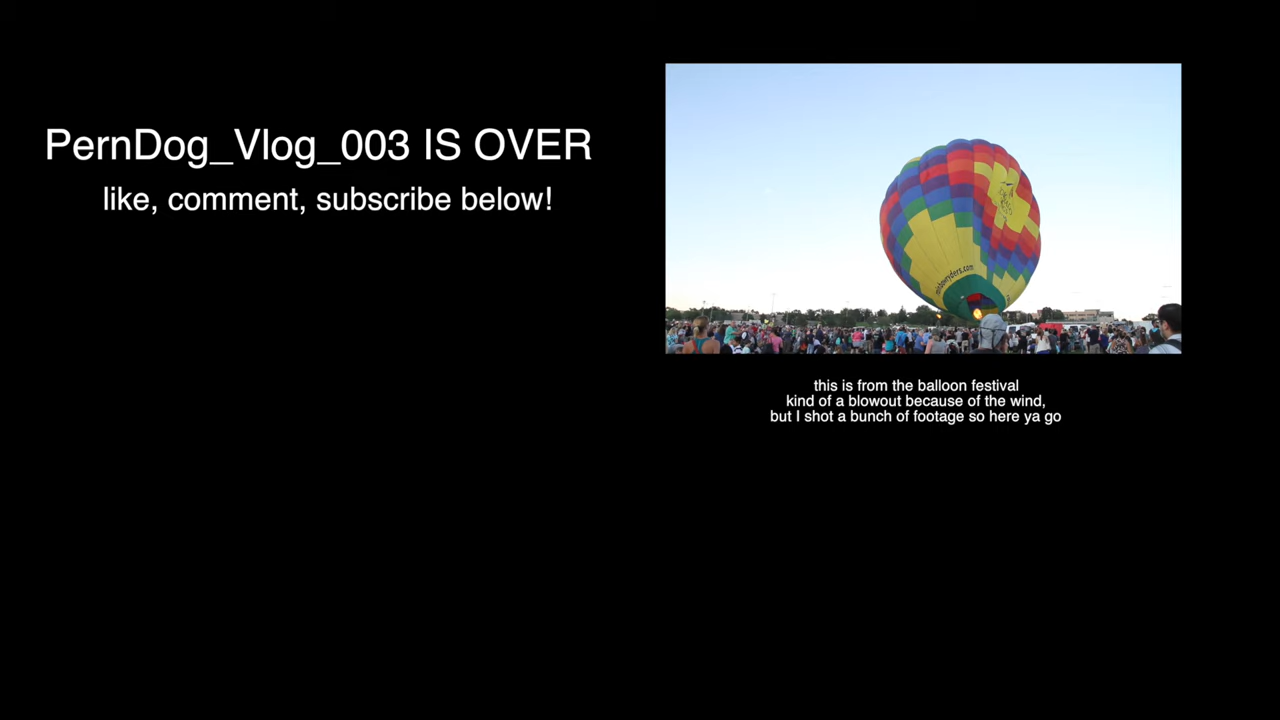 PernDog_Vlog_003 IS OVER
like, comment, subscribe below!
this is from the balloon festival
kind of a blowout because of the wind,
but I shot a bunch of footage so here ya go